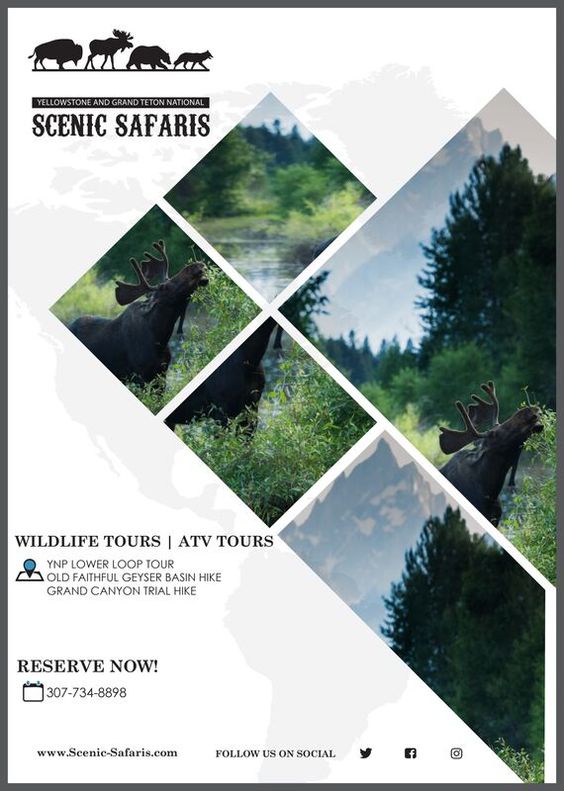 YELLOWSTONE AND GRAND TETON NATIONAL
SCENIC SAFARIS
WILDLIFE TOURS | ATV TOURS
YNP LOWER LOOP TOUR
OLD FAITHFUL GEYSER BASIN HIKE
GRAND CANYON TRIAL HIKE
RESERVE NOW!
307-734-8898
www.Scenic-Safaris.com
FOLLOW US ON SOCIAL